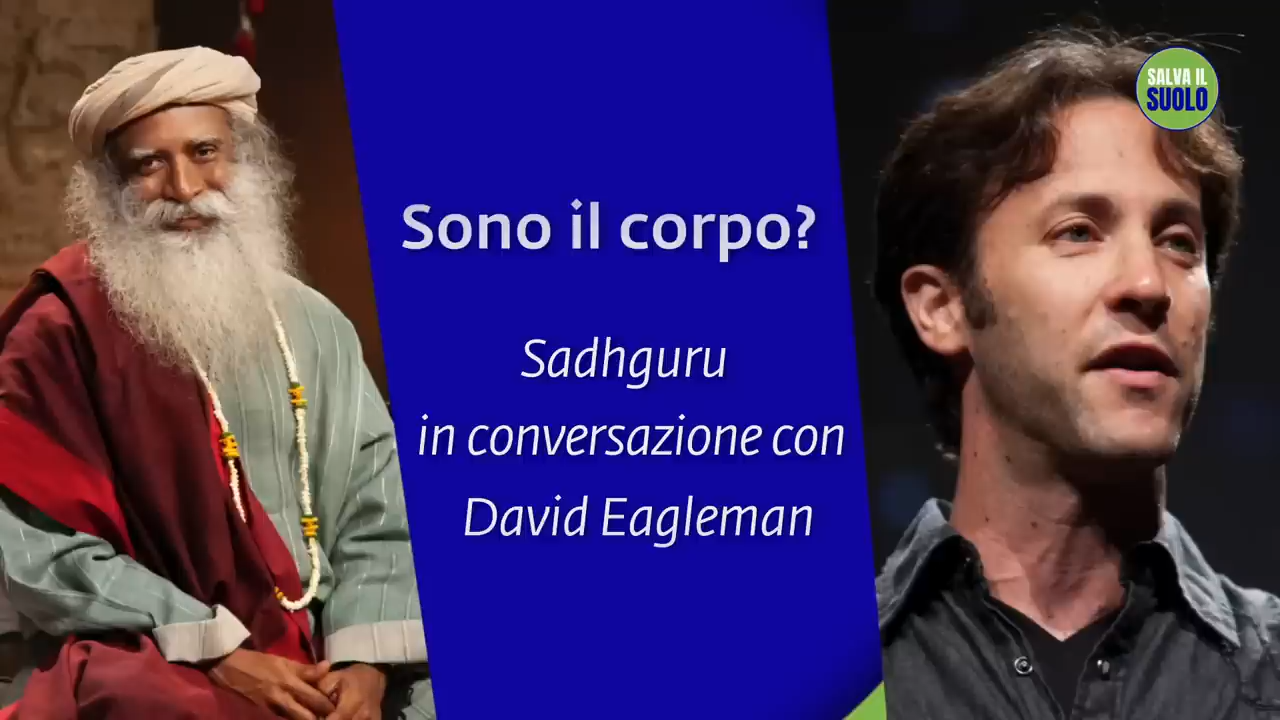 SALVA IL
SUOLO
Sono il corpo?
Sadhguru
in conversazione con
David Eagleman